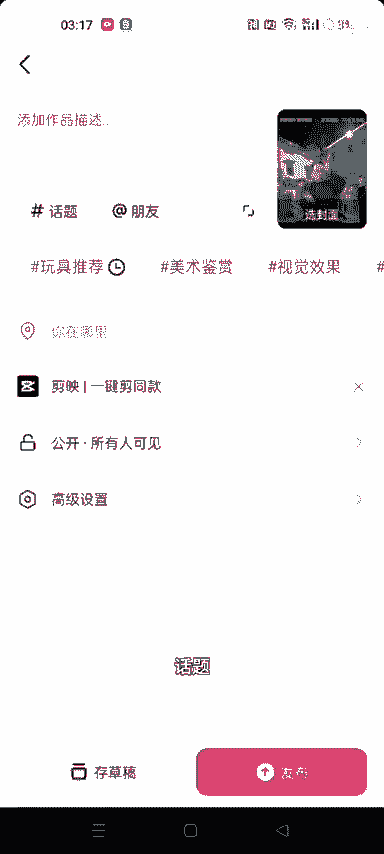 03:17
添加作品描述..
选封面
# 话题 @ 朋友
#玩具推荐 #美术鉴赏 #视觉效果 #
你在哪里
剪映 | 一键剪同款
公开 · 所有人可见
高级设置
话题
存草稿 发布